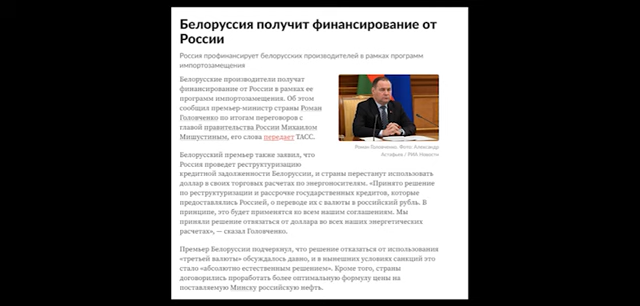 Белоруссия получит финансирование от
России
Россия профинансирует белорусских производителей в рамках программ
импортозамещения
Белорусские производители получат
финансирование от России в рамках ее
программ импортозамещения. Об этом
сообщил премьер-министр страны Роман
Головченко по итогам переговоров с
главой правительства России Михаилом
Мишустиным, его слова передает ТАСС.
Роман Головченко. Фото: Александр
Астафьев / РИА Новости
Белорусский премьер также заявил, что
Россия проведет реструктуризацию
кредитной задолженности Белоруссии, и страны перестанут использовать
доллар в своих торговых расчетах по энергоносителям. «Принято решение
по реструктуризации и рассрочке государственных кредитов, которые
предоставлялись Россией, о переводе их с валюты в российский рубль. В
принципе, это будет применятся ко всем нашим соглашениям. Мы
приняли решение отказаться от доллара во всех наших энергетических
расчетах», — сказал Головченко.
Премьер Белоруссии подчеркнул, что решение отказаться от использования
«третьей валюты» обсуждалось давно, и в нынешних условиях санкций это
стало «абсолютно естественным решением». Кроме того, страны
договорились проработать более оптимальную формулу цены на
поставляемую Минску российскую нефть.